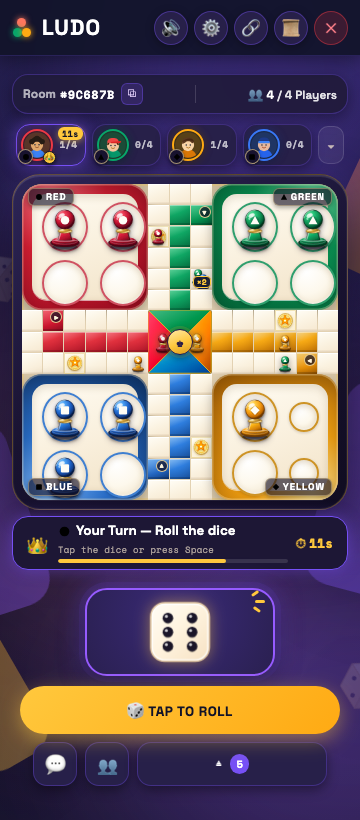 LUDO
Room #9C687B
4 / 4 Players
11s
1/4
0/4
1/4
0/4
RED
GREEN
×2
BLUE
YELLOW
Your Turn — Roll the dice
Tap the dice or press Space
11s
TAP TO ROLL
5